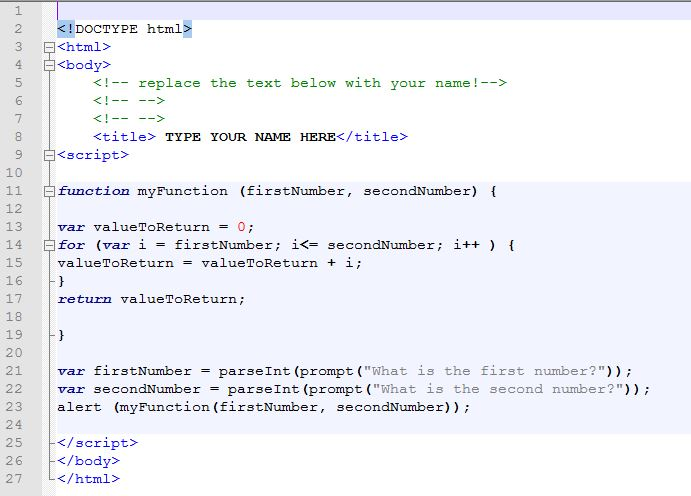 1
2 <!DOCTYPE html>
3 <html>
4 <body>
5 <!-- replace the text below with your name!-->
6 <!-- -->
7 <!-- -->
8 <title> TYPE YOUR NAME HERE</title>
9 <script>
10
11 function myFunction (firstNumber, secondNumber) {
12
13 var valueToReturn = 0;
14 for (var i = firstNumber; i<= secondNumber; i++ ) {
15 valueToReturn = valueToReturn + i;
16 }
17 return valueToReturn;
18
19 }
20
21 var firstNumber = parseInt(prompt("What is the first number?"));
22 var secondNumber = parseInt(prompt("What is the second number?"));
23 alert (myFunction(firstNumber, secondNumber));
24
25 </script>
26 </body>
27 </html>